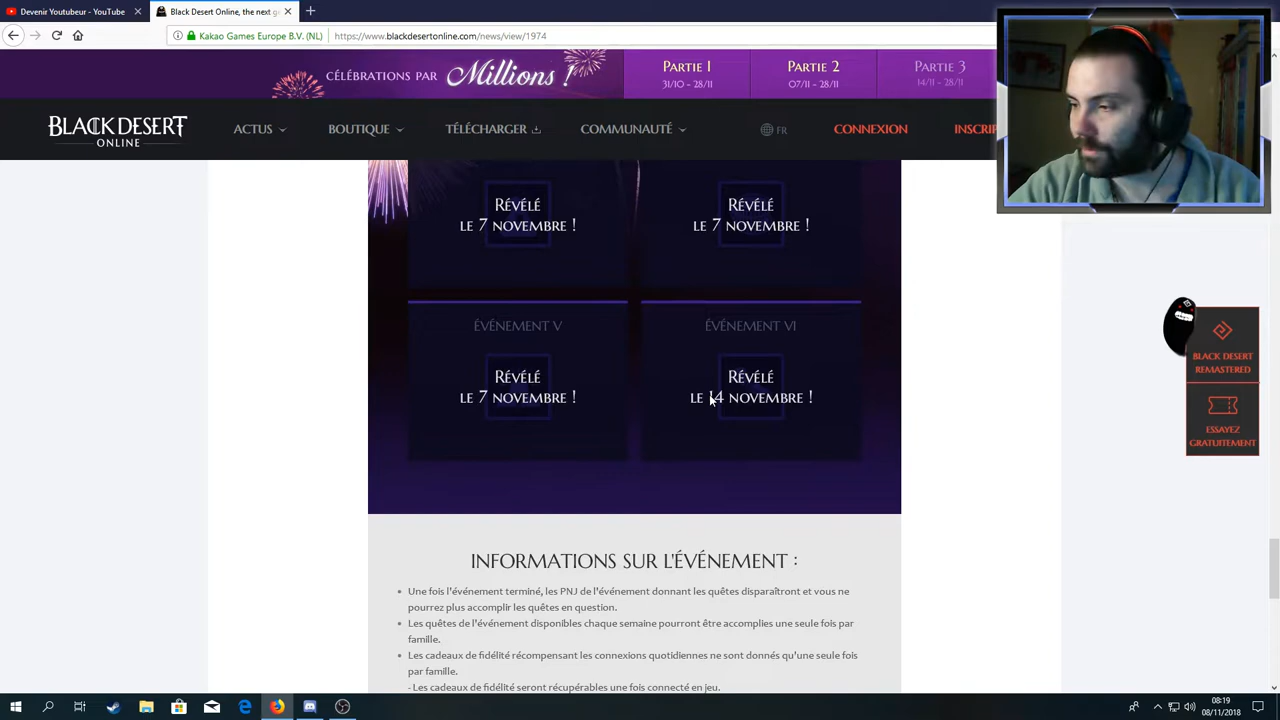 Devenir Youtubeur - YouTube
Black Desert Online, the next g
Kakao Games Europe B.V. (NL)
https://www.blackdesertonline.com/news/view/1974
CÉLÉBRATIONS PAR Millions !
PARTIE 1
31/10 - 28/11
PARTIE 2
07/11 - 28/11
PARTIE 3
14/11 - 28/11
BLACK DESERT
ONLINE
ACTUS
BOUTIQUE
TÉLÉCHARGER
COMMUNAUTÉ
FR
CONNEXION
INSCRIP
RÉVÉLÉ
LE 7 NOVEMBRE !
RÉVÉLÉ
LE 7 NOVEMBRE !
ÉVÉNEMENT V
RÉVÉLÉ
LE 7 NOVEMBRE !
ÉVÉNEMENT VI
RÉVÉLÉ
LE 14 NOVEMBRE !
BLACK DESERT
REMASTERED
ESSAYEZ
GRATUITEMENT
INFORMATIONS SUR L'ÉVÉNEMENT :
Une fois l'événement terminé, les PNJ de l'événement donnant les quêtes disparaîtront et vous ne
pourrez plus accomplir les quêtes en question.
Les quêtes de l'événement disponibles chaque semaine pourront être accomplies une seule fois par
famille.
Les cadeaux de fidélité récompensant les connexions quotidiennes ne sont donnés qu'une seule fois
par famille.
- Les cadeaux de fidélité seront récupérables une fois connecté en jeu.
08:19
08/11/2018